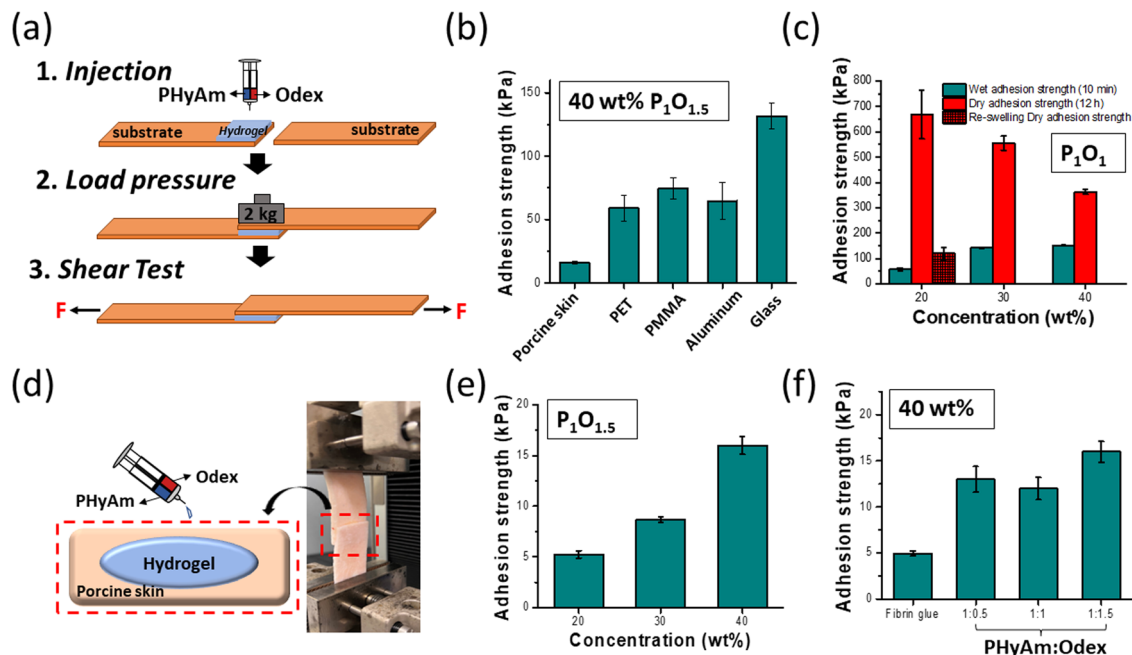 (a)
1. Injection
PHyAm Odex
substrate Hydrogel substrate
2. Load pressure
2 kg
3. Shear Test
F F
(b)
Adhesion strength (kPa)
150
100
50
0
40 wt% P₁O₁.₅
Porcine skin
PET
PMMA
Aluminum
Glass
(c)
Adhesion strength (kPa)
800
700
600
500
400
300
200
100
0
Wet adhesion strength (10 min)
Dry adhesion strength (12 h)
Re-swelling Dry adhesion strength
P₁O₁
20 30 40
Concentration (wt%)
(d)
Odex
PHyAm
Hydrogel
Porcine skin
(e)
Adhesion strength (kPa)
20
15
10
5
0
P₁O₁.₅
20 30 40
Concentration (wt%)
(f)
Adhesion strength (kPa)
20
15
10
5
0
40 wt%
Fibrin glue 1:0.5 1:1 1:1.5
PHyAm:Odex